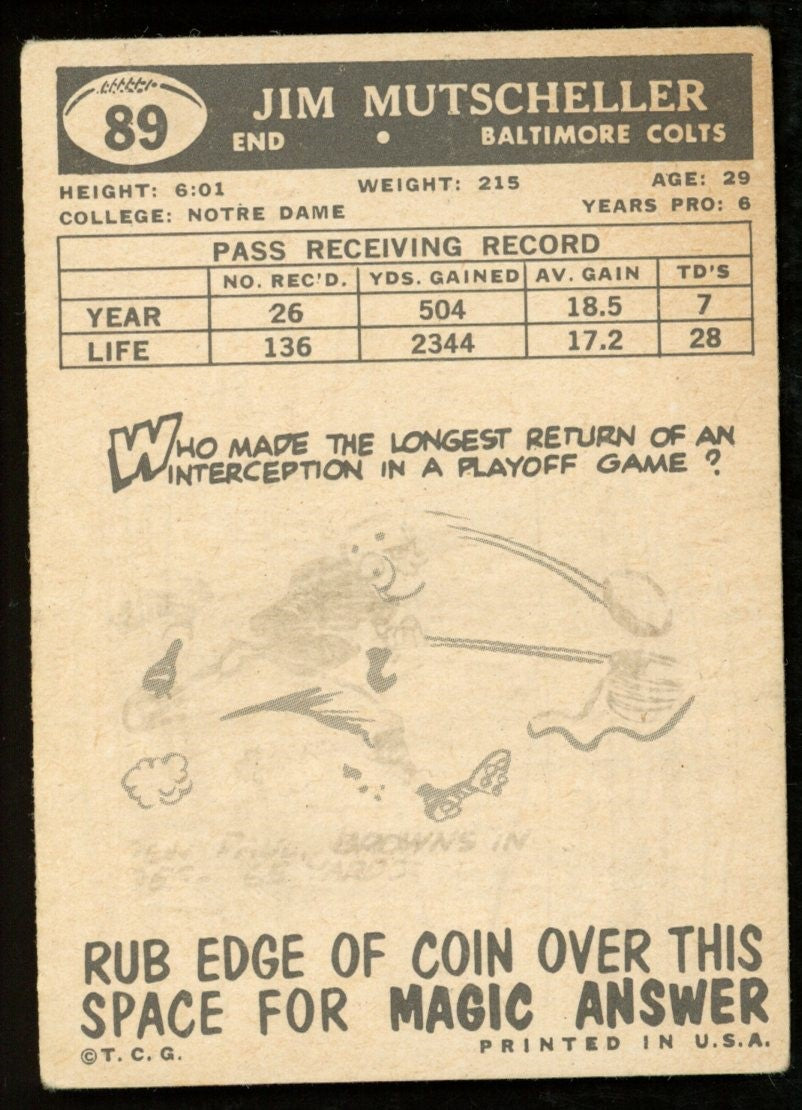 89
JIM MUTSCHELLER
END • BALTIMORE COLTS
HEIGHT: 6:01 WEIGHT: 215 AGE: 29
COLLEGE: NOTRE DAME YEARS PRO: 6
PASS RECEIVING RECORD
NO. REC'D. YDS. GAINED AV. GAIN TD'S
YEAR 26 504 18.5 7
LIFE 136 2344 17.2 28
WHO MADE THE LONGEST RETURN OF AN
INTERCEPTION IN A PLAYOFF GAME ?
BROWNS IN
RUB EDGE OF COIN OVER THIS
SPACE FOR MAGIC ANSWER
©T. C. G. PRINTED IN U.S.A.